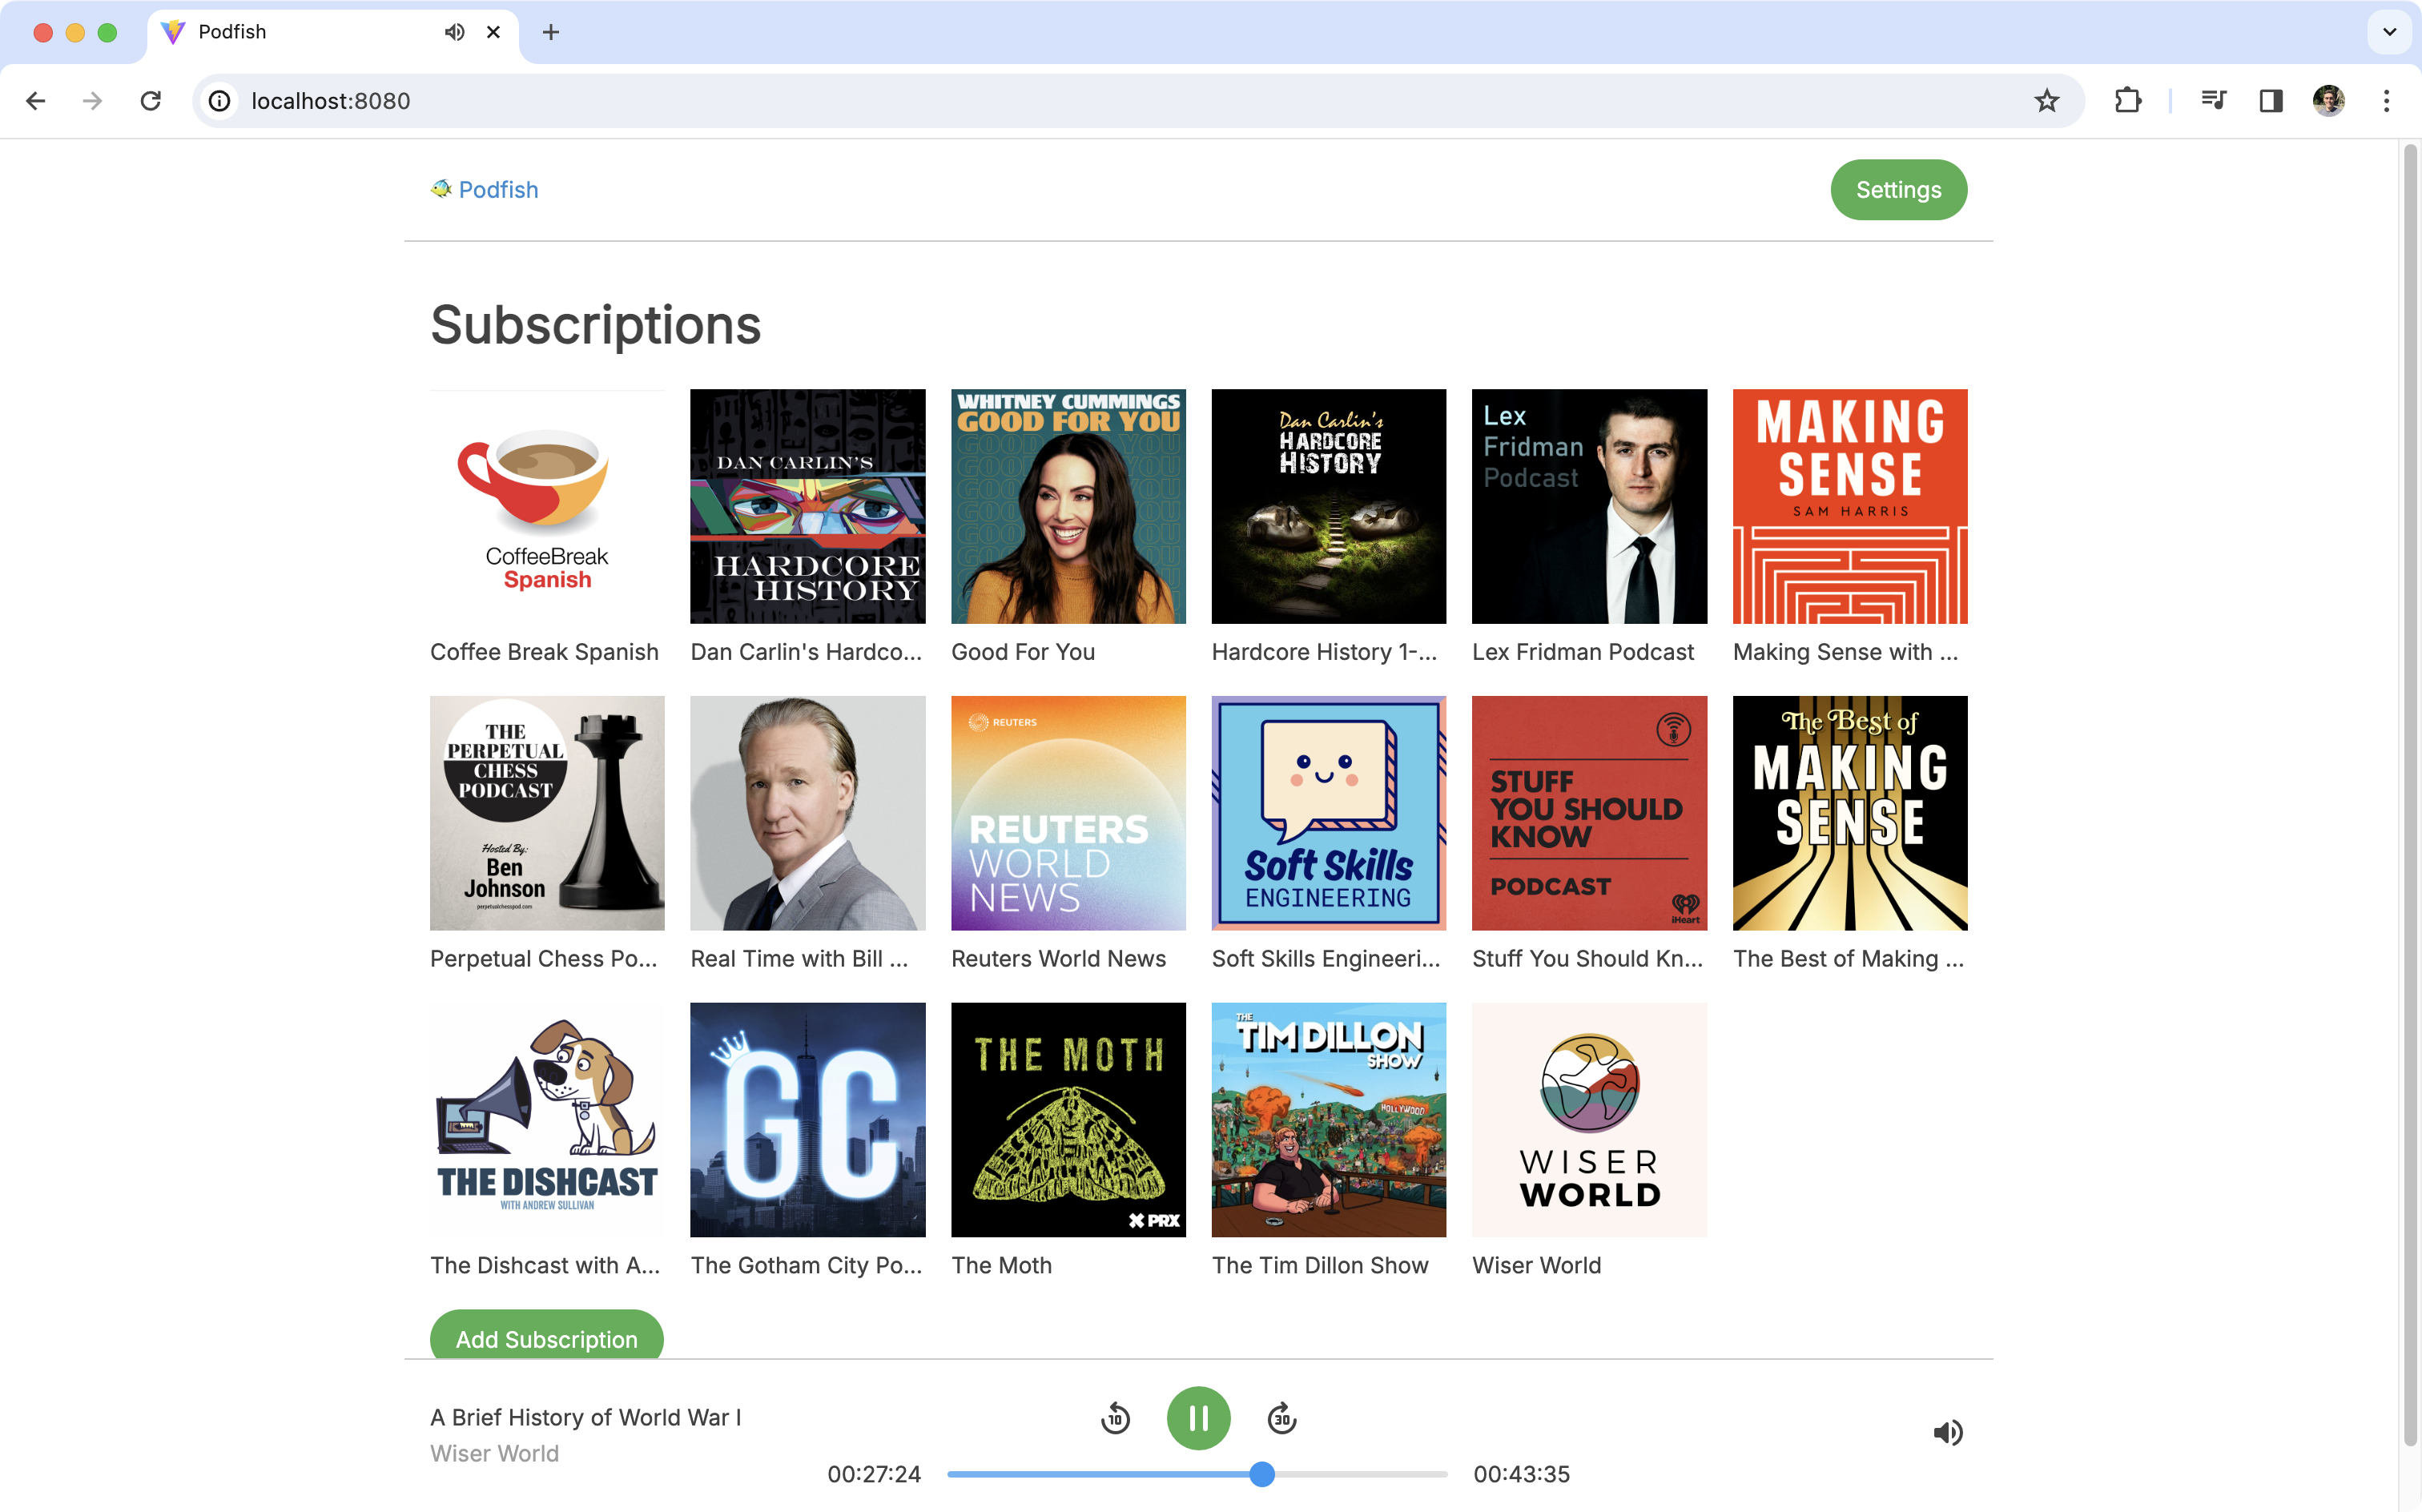 Podfish
localhost:8080
Podfish
Settings
Subscriptions
CoffeeBreak
Spanish
Coffee Break Spanish
DAN CARLIN'S
HARDCORE
HISTORY
Dan Carlin's Hardco...
WHITNEY CUMMINGS
GOOD FOR YOU
Good For You
Dan Carlin's
HARDCORE
HISTORY
Hardcore History 1-...
Lex
Fridman
Podcast
Lex Fridman Podcast
MAKING
SENSE
SAM HARRIS
Making Sense with ...
THE
PERPETUAL
CHESS
PODCAST
Hosted By:
Ben
Johnson
perpetualchesspod.com
Perpetual Chess Po...
Real Time with Bill ...
REUTERS
REUTERS
WORLD
NEWS
Reuters World News
Soft Skills
ENGINEERING
Soft Skills Engineeri...
STUFF
YOU SHOULD
KNOW
PODCAST
iHeart
Stuff You Should Kn...
The Best of
MAKING
SENSE
The Best of Making ...
THE DISHCAST
WITH ANDREW SULLIVAN
The Dishcast with A...
GC
The Gotham City Po...
THE MOTH
PRX
The Moth
THE
TIM DILLON
SHOW
HOLLYWOOD
The Tim Dillon Show
WISER
WORLD
Wiser World
Add Subscription
A Brief History of World War I
Wiser World
10
30
00:27:24
00:43:35